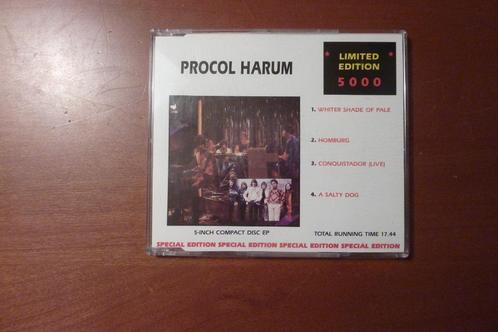 PROCOL HARUM
* LIMITED *
EDITION
5000
1. WHITER SHADE OF PALE
2. HOMBURG
3. CONQUISTADOR (LIVE)
4. A SALTY DOG
5-INCH COMPACT DISC EP
TOTAL RUNNING TIME 17.44
SPECIAL EDITION SPECIAL EDITION SPECIAL EDITION SPECIAL EDITION